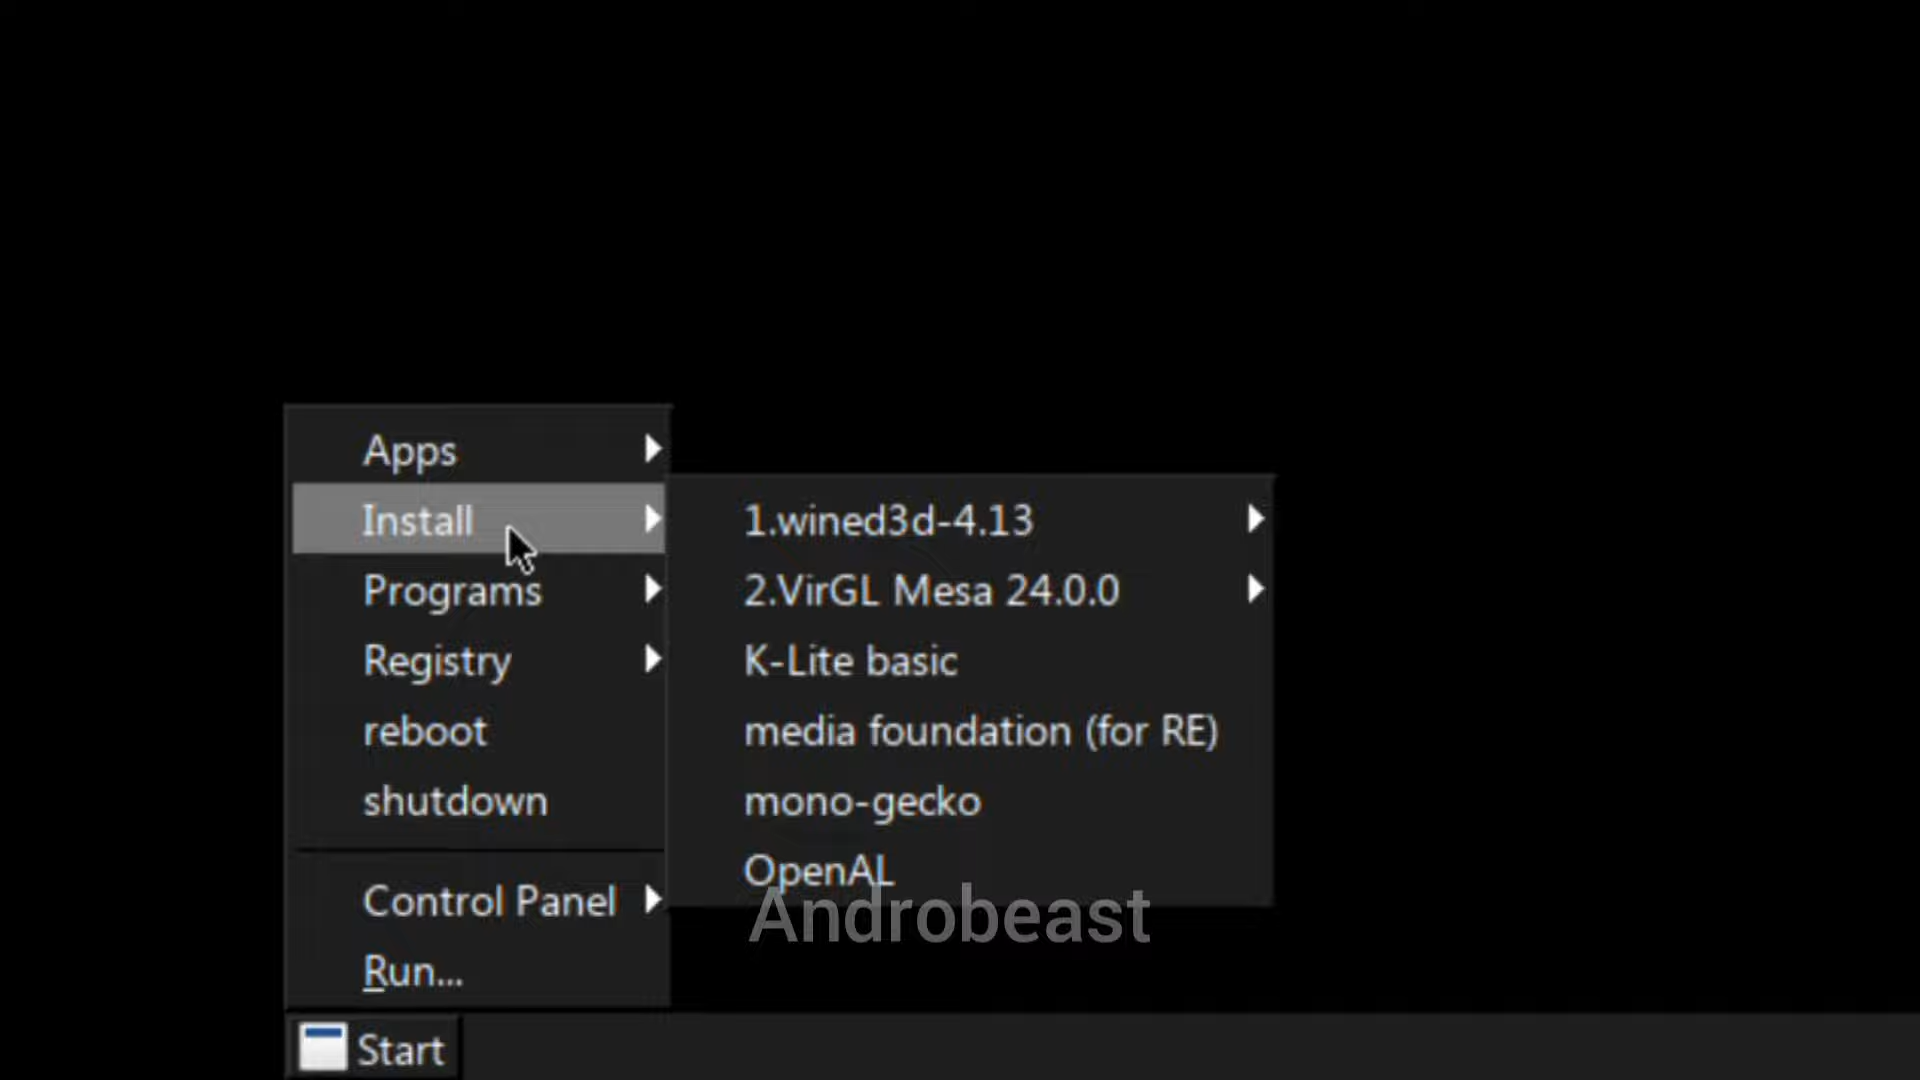 Apps
Install
Programs
Registry
reboot
shutdown
Control Panel
Run...
1.wined3d-4.13
2.VirGL Mesa 24.0.0
K-Lite basic
media foundation (for RE)
mono-gecko
OpenAL
Androbeast
Start